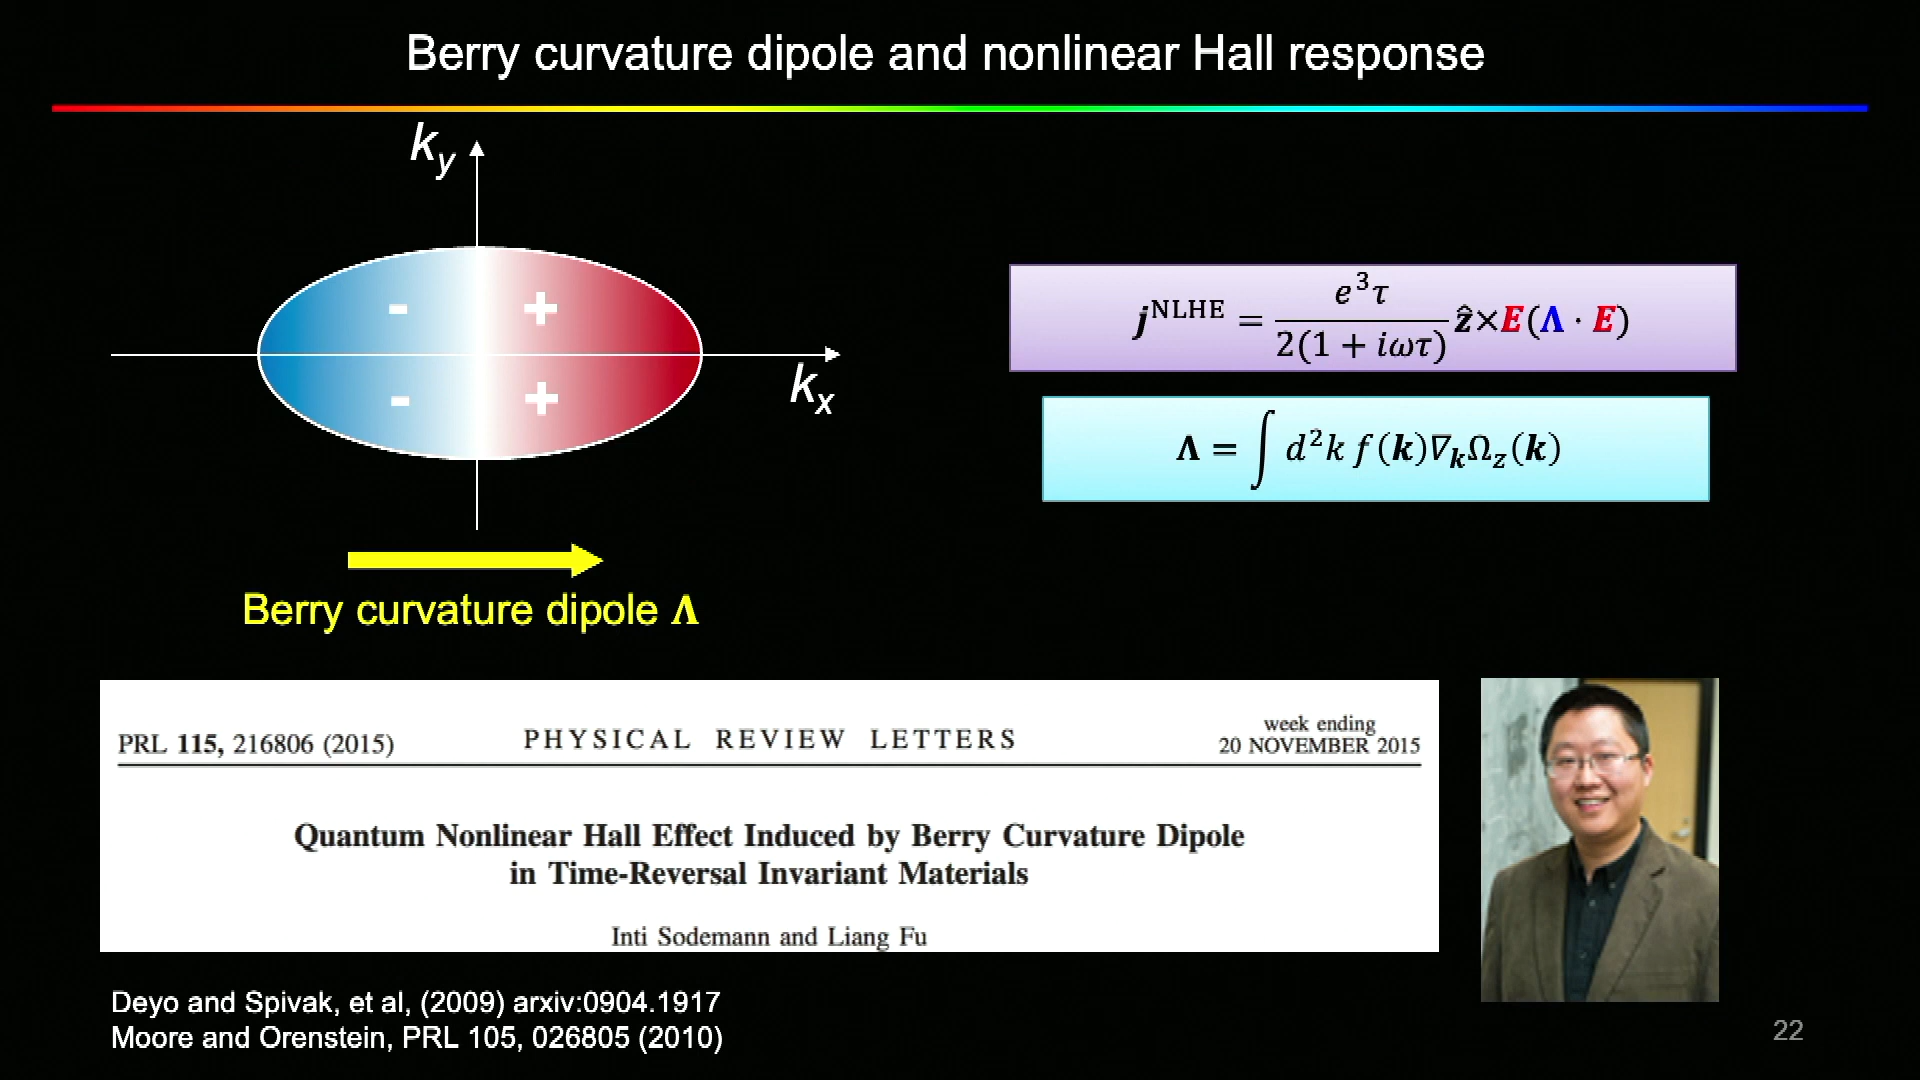 Berry curvature dipole and nonlinear Hall response
k_y
- +
k_x
- +
Berry curvature dipole Λ
j^NLHE = e³τ / 2(1 + iωτ) ẑ×E(Λ · E)
Λ = ∫ d²k f(k)∇_kΩ_z(k)
PRL 115, 216806 (2015) PHYSICAL REVIEW LETTERS week ending 20 NOVEMBER 2015
Quantum Nonlinear Hall Effect Induced by Berry Curvature Dipole
in Time-Reversal Invariant Materials
Inti Sodemann and Liang Fu
Deyo and Spivak, et al, (2009) arxiv:0904.1917
Moore and Orenstein, PRL 105, 026805 (2010)
22